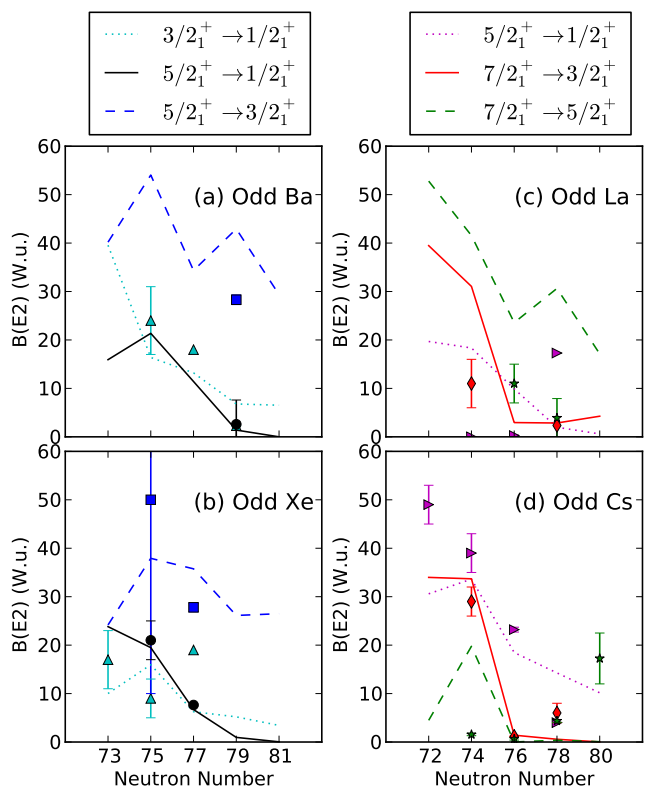 3/2₁⁺ →1/2₁⁺
5/2₁⁺ →1/2₁⁺
5/2₁⁺ →3/2₁⁺
5/2₁⁺ →1/2₁⁺
7/2₁⁺ →3/2₁⁺
7/2₁⁺ →5/2₁⁺
60
50
40
30
20
10
0
B(E2) (W.u.)
(a) Odd Ba
60
50
40
30
20
10
0
B(E2) (W.u.)
(c) Odd La
60
50
40
30
20
10
0
B(E2) (W.u.)
(b) Odd Xe
73 75 77 79 81
Neutron Number
60
50
40
30
20
10
0
B(E2) (W.u.)
(d) Odd Cs
72 74 76 78 80
Neutron Number